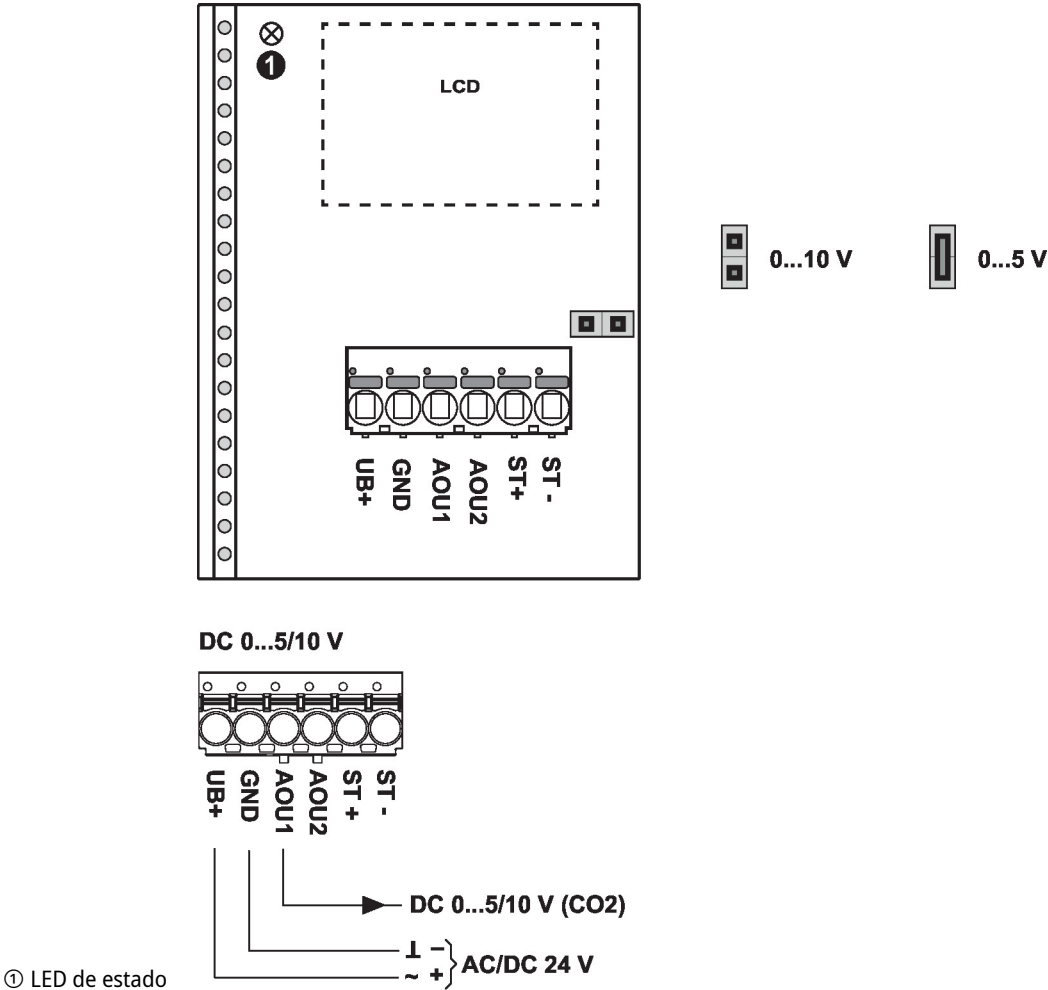 ❶
LCD
0...10 V
0...5 V
UB+
GND
AOU1
AOU2
ST+
ST -
DC 0...5/10 V
UB+
GND
AOU1
AOU2
ST +
ST -
DC 0...5/10 V (CO2)
⊥ −
~ +
AC/DC 24 V
① LED de estado